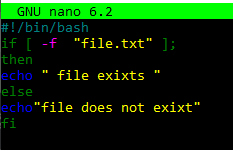 GNU nano 6.2
#!/bin/bash
if [ -f  "file.txt" ];
then
echo " file exixts "
else
echo"file does not exixt"
fi